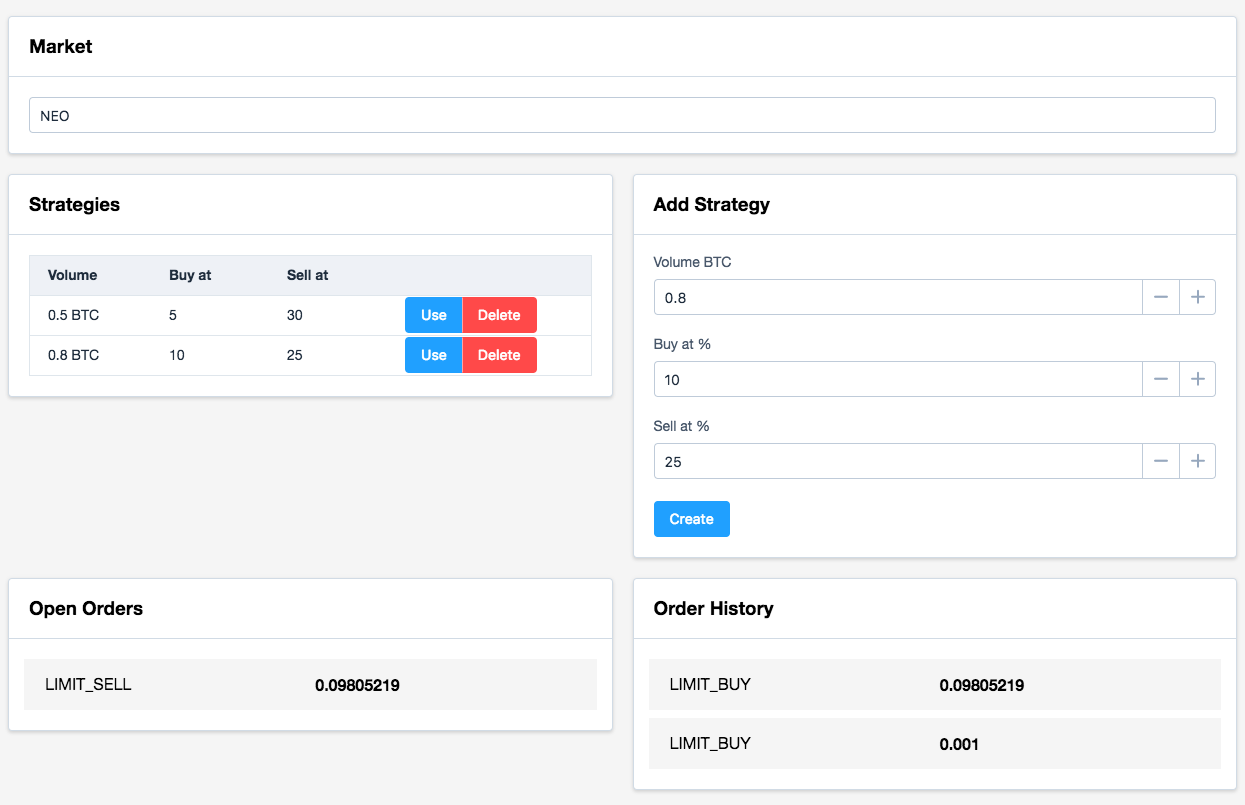 Market
NEO
Strategies
Volume Buy at Sell at
0.5 BTC 5 30 Use Delete
0.8 BTC 10 25 Use Delete
Add Strategy
Volume BTC
0.8
Buy at %
10
Sell at %
25
Create
Open Orders
LIMIT_SELL 0.09805219
Order History
LIMIT_BUY 0.09805219
LIMIT_BUY 0.001